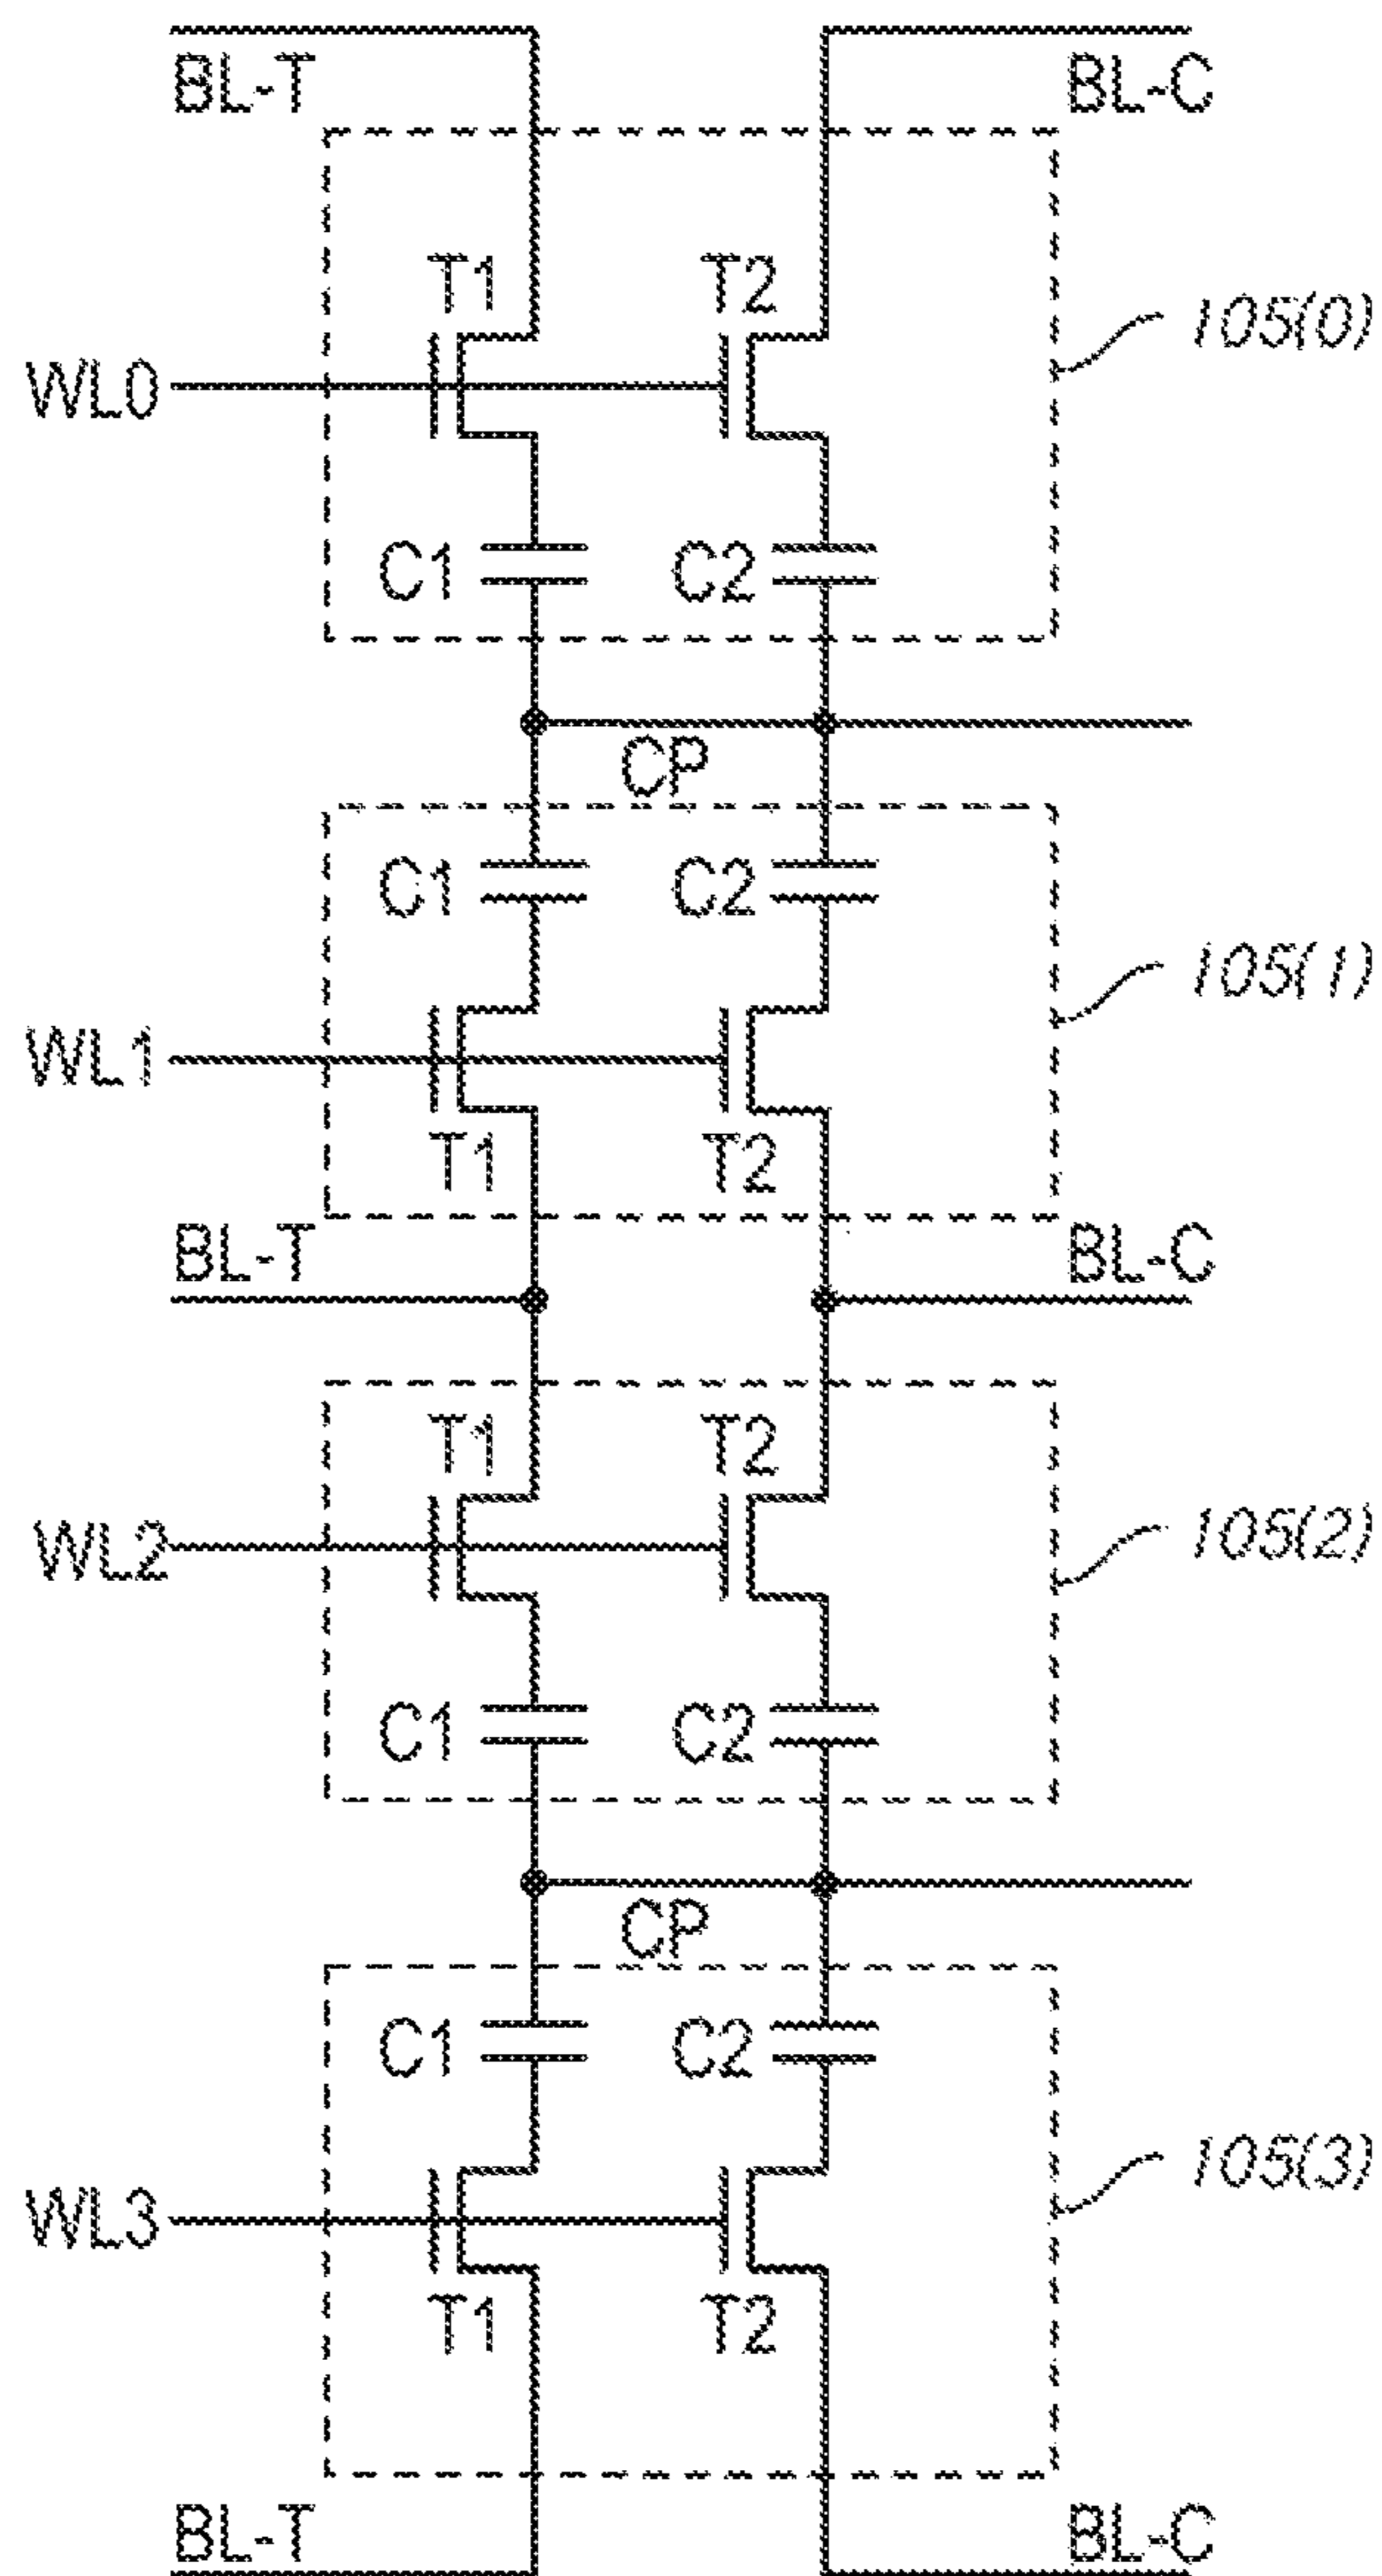 BL-T BL-C
T1 T2
105(0)
WL0
C1 C2
CP
C1 C2
105(1)
WL1
T1 T2
BL-T BL-C
T1 T2
105(2)
WL2
C1 C2
CP
C1 C2
105(3)
WL3
T1 T2
BL-T BL-C